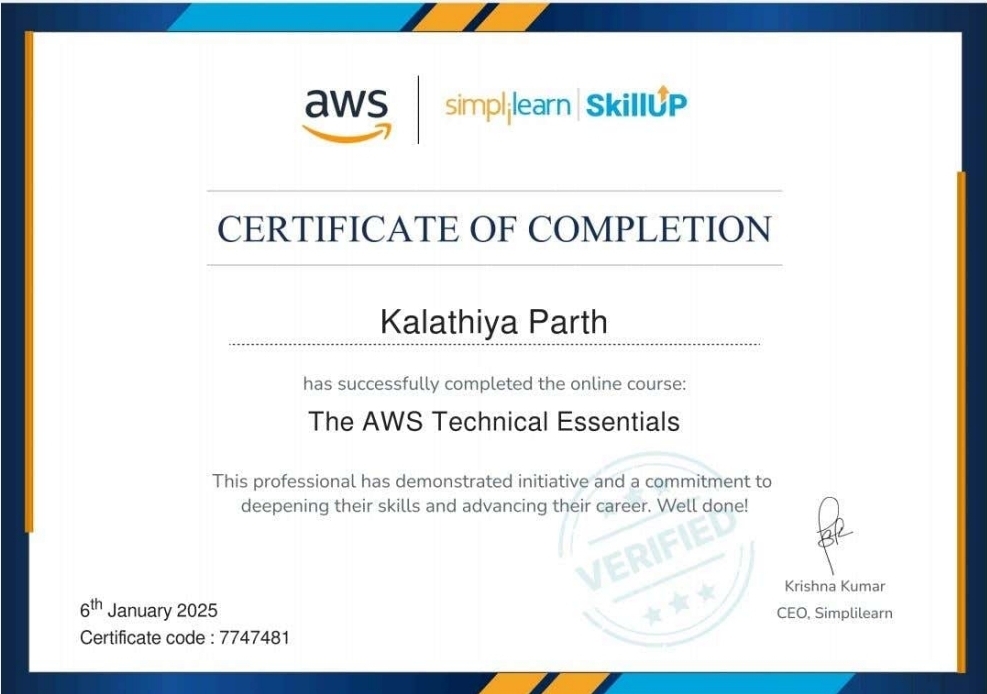 aws
simplilearn | SkillUP
CERTIFICATE OF COMPLETION
Kalathiya Parth
has successfully completed the online course:
The AWS Technical Essentials
This professional has demonstrated initiative and a commitment to
deepening their skills and advancing their career. Well done!
VERIFIED
Krishna Kumar
CEO, Simplilearn
6th January 2025
Certificate code : 7747481